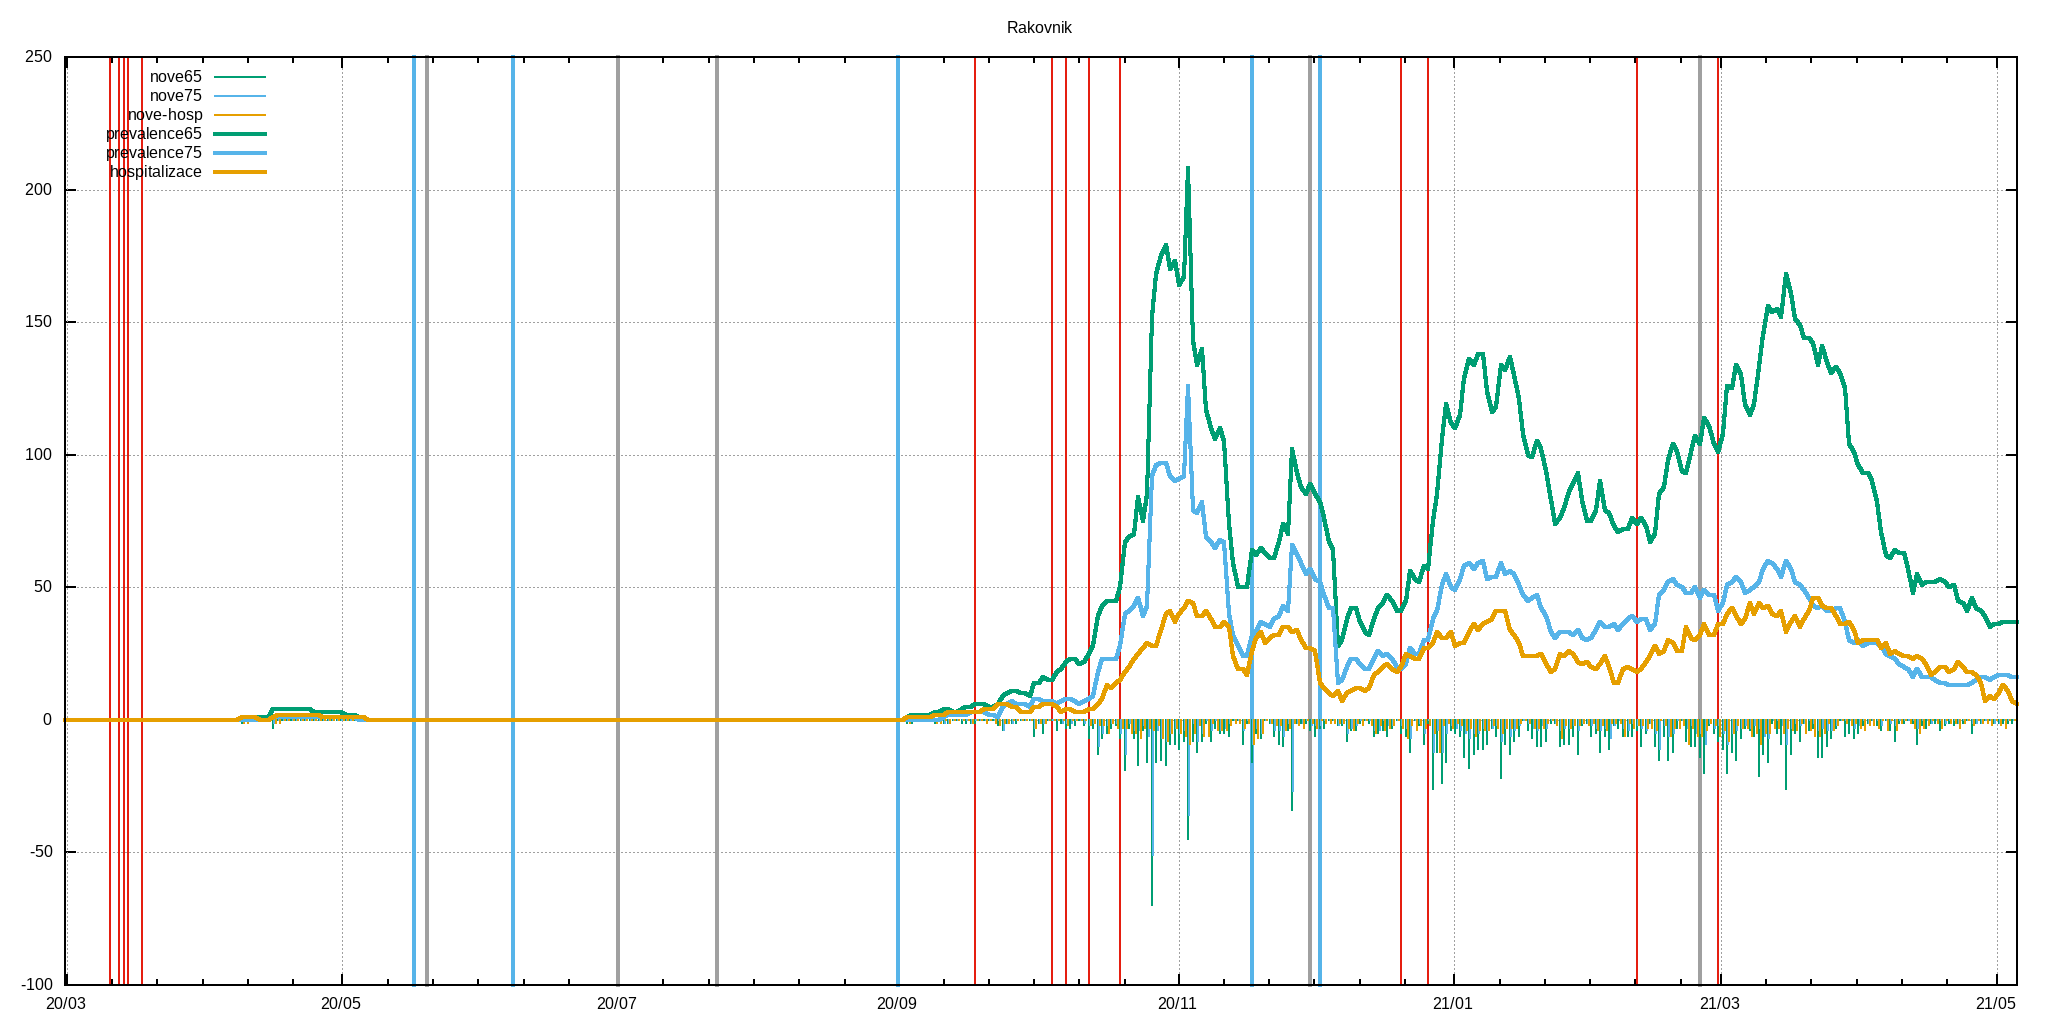 Rakovnik
250
200
150
100
50
0
-50
-100
nove65
nove75
nove-hosp
prevalence65
prevalence75
hospitalizace
20/03 20/05 20/07 20/09 20/11 21/01 21/03 21/05